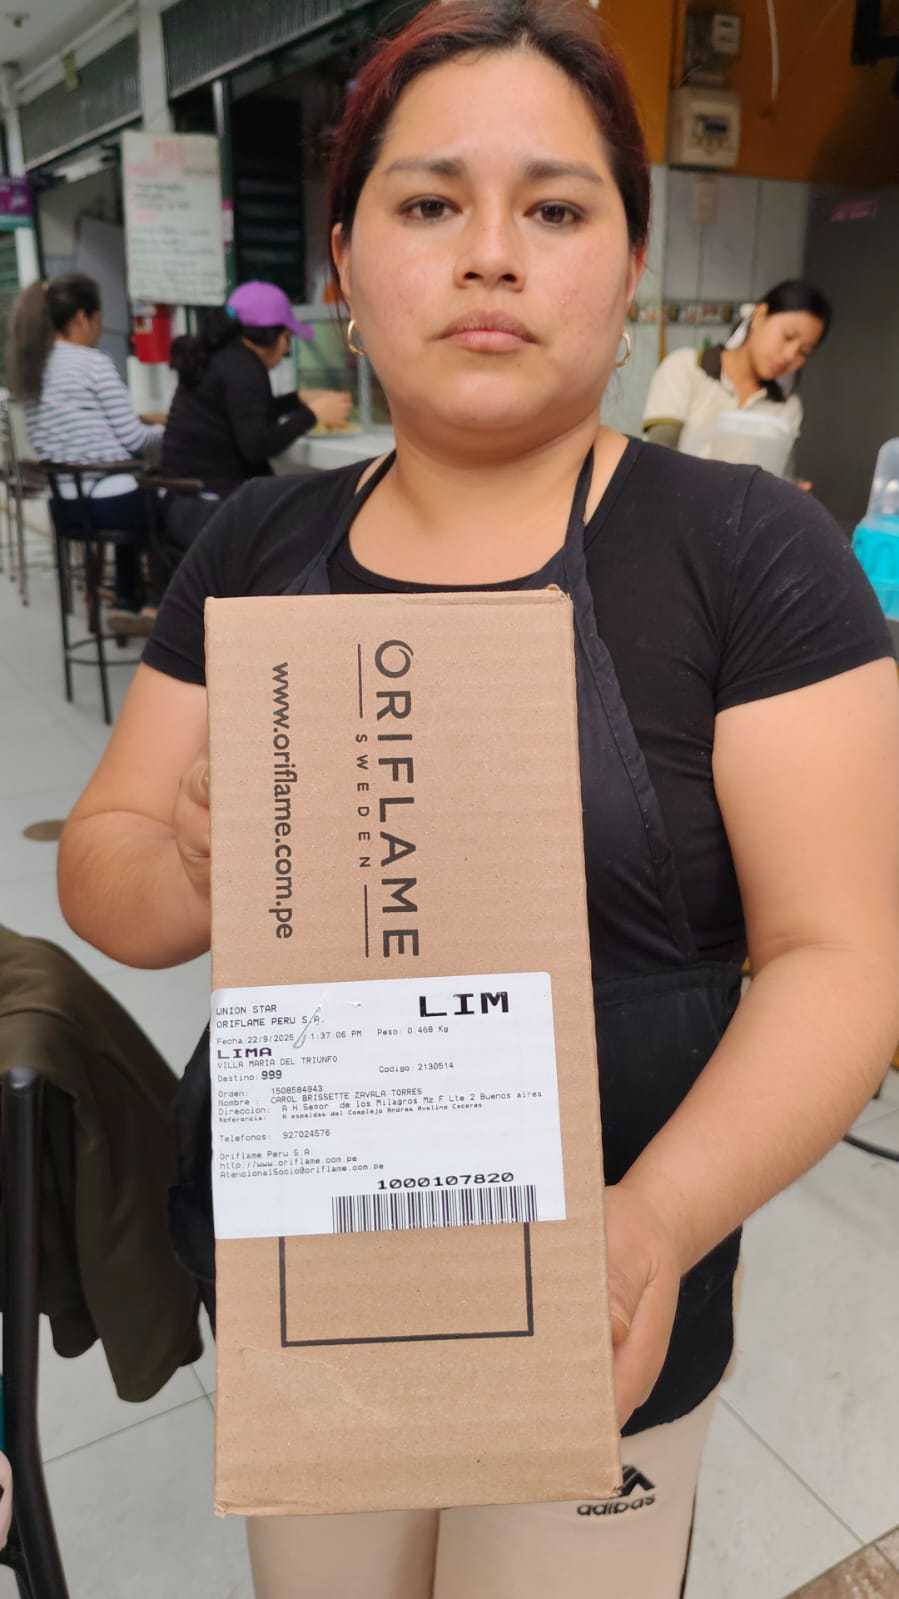 ORIFLAME
SWEDEN
www.oriflame.com.pe
UNION STAR
ORIFLAME PERU S.A.
LIM
Fecha:22/9/2025 1:37:06 PM Peso: 0.468 Kg
LIMA
VILLA MARIA DEL TRIUNFO
Destino: 999 Codigo: 2130514
Orden: 1508584943
Nombre : CAROL BRISSETTE ZAVALA TORRES
Direccion: A.H.Senor de los Milagros Mz F Lte 2 Buenos aires
Referencia: A espaldas del Complejo Andres Avelino Caceres
Telefonos: 927024576
Oriflame Peru S.A.
http://www.oriflame.com.pe
AtencionalSocio@oriflame.com.pe
1000107820
adidas